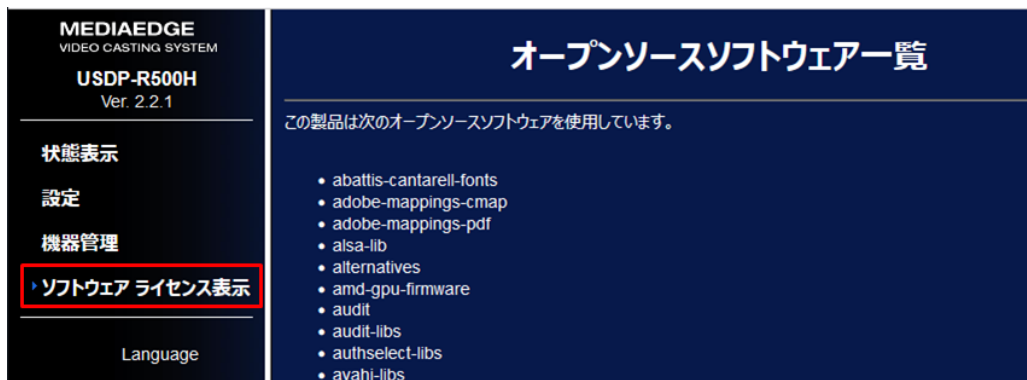 MEDIAEDGE
VIDEO CASTING SYSTEM
USDP-R500H
Ver. 2.2.1
状態表示
設定
機器管理
ソフトウェア ライセンス表示
Language
オープンソースソフトウェアー覧
この製品は次のオープンソースソフトウェアを使用しています。
• abattis-cantarell-fonts
• adobe-mappings-cmap
• adobe-mappings-pdf
• alsa-lib
• alternatives
• amd-gpu-firmware
• audit
• audit-libs
• authselect-libs
• avahi-libs